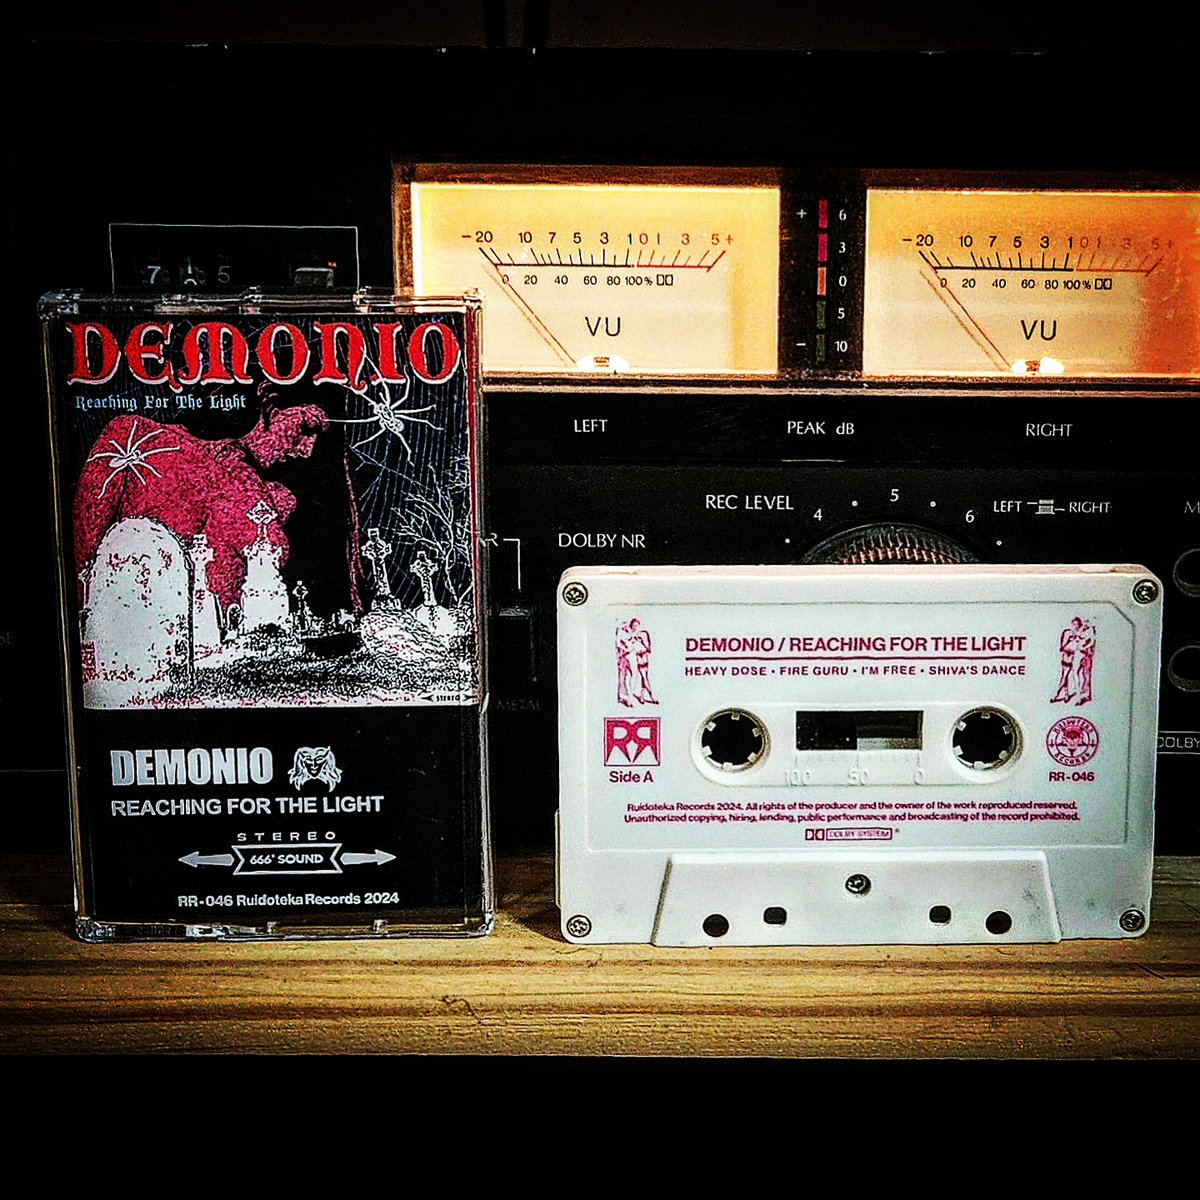 7 5
-20 10 7 5 3 1 0 1 3 5+
0 20 40 60 80 100%
VU
+ 6
3
0
5
- 10
-20 10 7 5 3 1 0 1 3 5+
0 20 40 60 80 100%
VU
LEFT
PEAK dB
RIGHT
REC LEVEL
4 5 6
LEFT RIGHT
DOLBY NR
METAL
DEMONIO
Reaching For The Light
STEREO
DEMONIO
REACHING FOR THE LIGHT
STEREO
666' SOUND
RR-046 Ruidoteka Records 2024
DEMONIO / REACHING FOR THE LIGHT
HEAVY DOSE • FIRE GURU • I'M FREE • SHIVA'S DANCE
RR
Side A
100 50 0
RR-046
Ruidoteka Records 2024. All rights of the producer and the owner of the work reproduced reserved.
Unauthorized copying, hiring, lending, public performance and broadcasting of the record prohibited.
DOLBY SYSTEM®
DOLBY